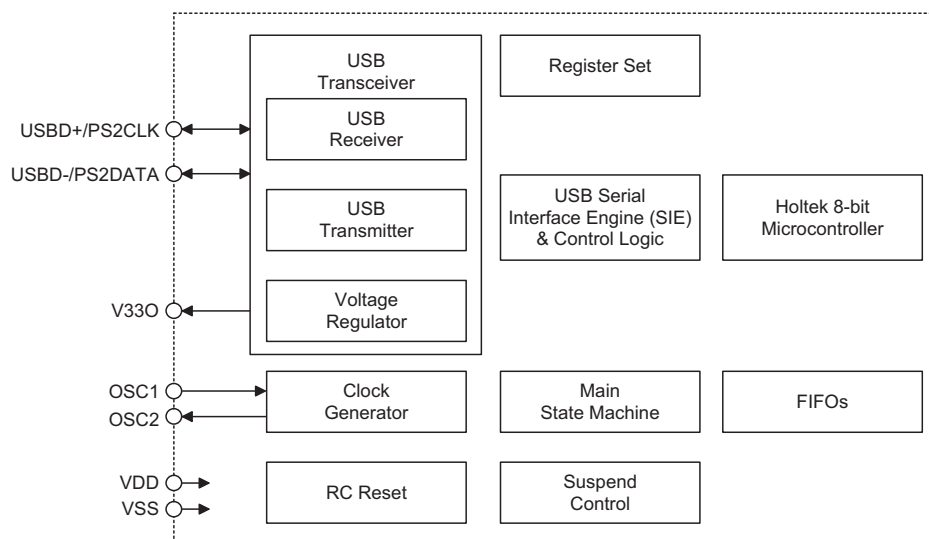 USB
Transceiver
Register Set
USBD+/PS2CLK
USB
Receiver
USBD-/PS2DATA
USB
Transmitter
USB Serial
Interface Engine (SIE)
& Control Logic
Holtek 8-bit
Microcontroller
V33O
Voltage
Regulator
OSC1
OSC2
Clock
Generator
Main
State Machine
FIFOs
VDD
VSS
RC Reset
Suspend
Control